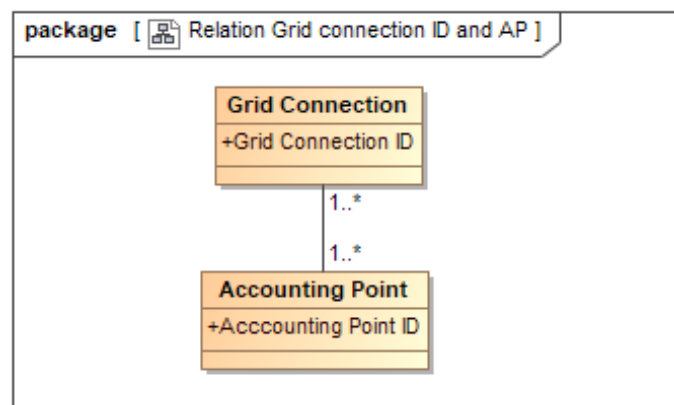 package [ Relation Grid connection ID and AP ]
Grid Connection
+Grid Connection ID
1..*
1..*
Accounting Point
+Acccounting Point ID